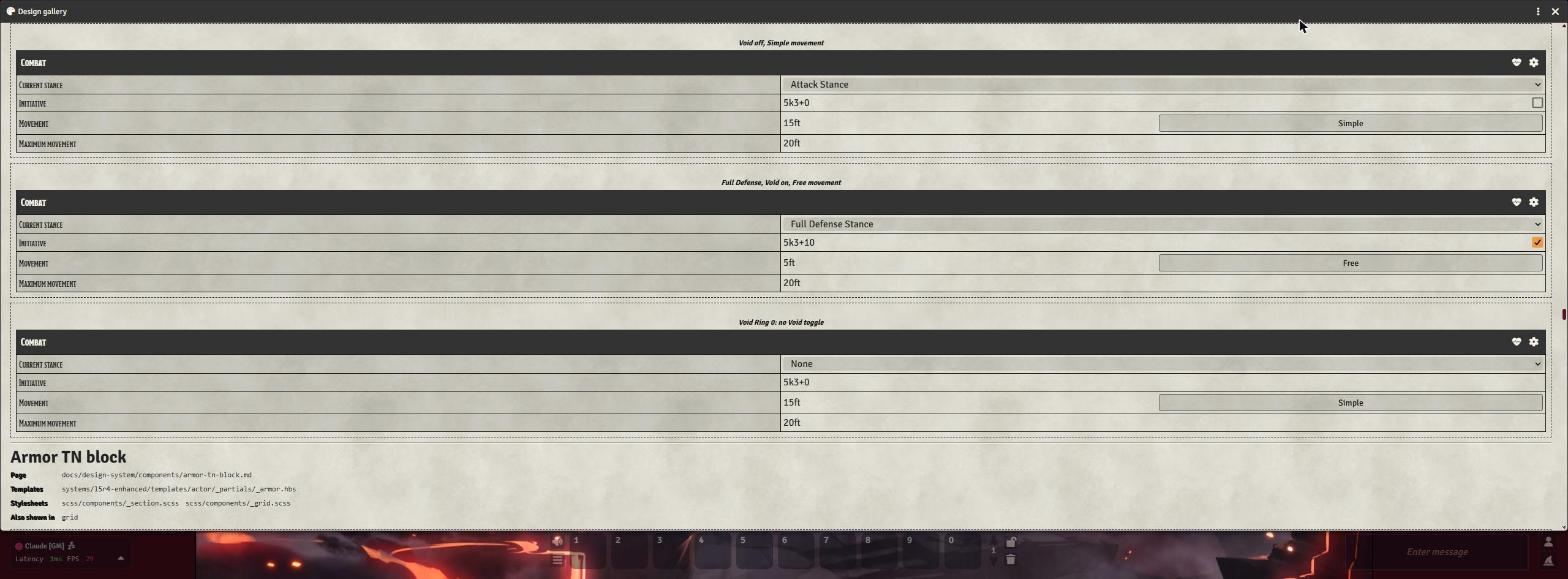 Design gallery
Void off, Simple movement
Combat
Current stance Attack Stance
Initiative 5k3+0
Movement 15ft Simple
Maximum movement 20ft
Full Defense, Void on, Free movement
Combat
Current stance Full Defense Stance
Initiative 5k3+10
Movement 5ft Free
Maximum movement 20ft
Void Ring 0: no Void toggle
Combat
Current stance None
Initiative 5k3+0
Movement 15ft Simple
Maximum movement 20ft
Armor TN block
Page docs/design-system/components/armor-tn-block.md
Templates systems/l5r4-enhanced/templates/actor/_partials/_armor.hbs
Stylesheets scss/components/_section.scss scss/components/_grid.scss
Also shown in grid
Claude [GM]
Latency 3ms FPS 29
1 2 3 4 5 6 7 8 9 0
1
Enter message